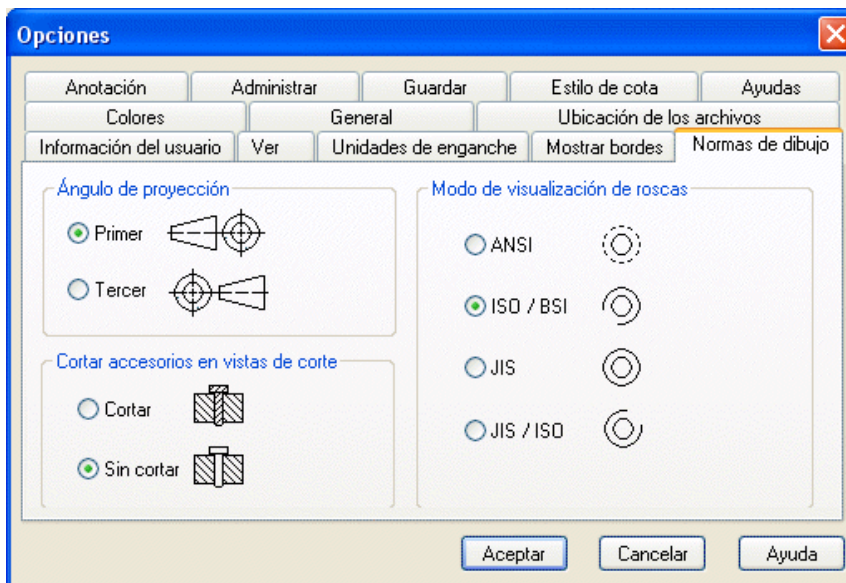 Opciones
Anotación Administrar Guardar Estilo de cota Ayudas
Colores General Ubicación de los archivos
Información del usuario Ver Unidades de enganche Mostrar bordes Normas de dibujo
Ángulo de proyección
Primer
Tercer
Cortar accesorios en vistas de corte
Cortar
Sin cortar
Modo de visualización de roscas
ANSI
ISO / BSI
JIS
JIS / ISO
Aceptar Cancelar Ayuda